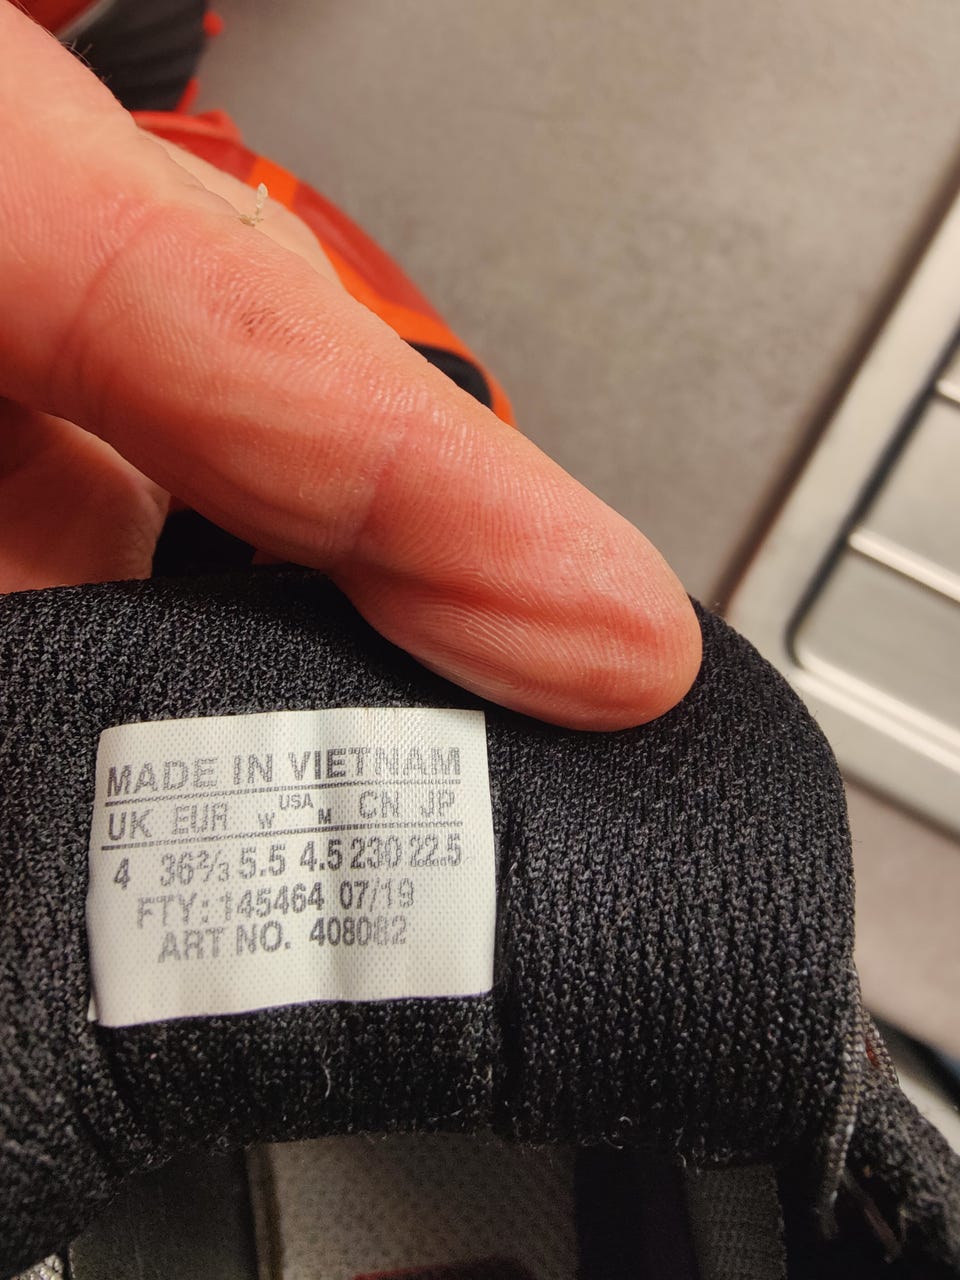 MADE IN VIETNAM
UK EUR W USA M CN JP
4 36⅔ 5.5 4.5 230 22.5
FTY: 145464 07/19
ART NO. 408082